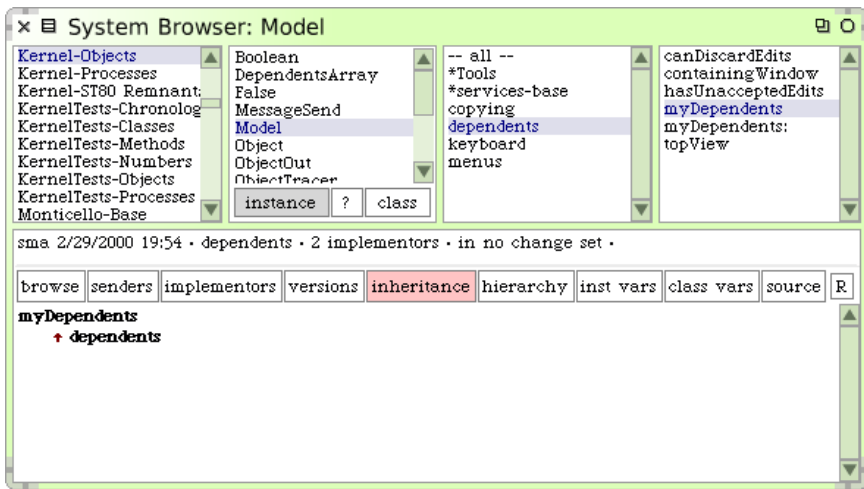 System Browser: Model
Kernel-Objects
Kernel-Processes
Kernel-ST80 Remnant
KernelTests-Chronolog
KernelTests-Classes
KernelTests-Methods
KernelTests-Numbers
KernelTests-Objects
KernelTests-Processes
Monticello-Base
Boolean
DependentsArray
False
MessageSend
Model
Object
ObjectOut
ObjectTracer
instance ? class
-- all --
*Tools
*services-base
copying
dependents
keyboard
menus
canDiscardEdits
containingWindow
hasUnacceptedEdits
myDependents
myDependents:
topView
sma 2/29/2000 19:54 · dependents · 2 implementors · in no change set ·
browse senders implementors versions inheritance hierarchy inst vars class vars source R
myDependents
↑ dependents